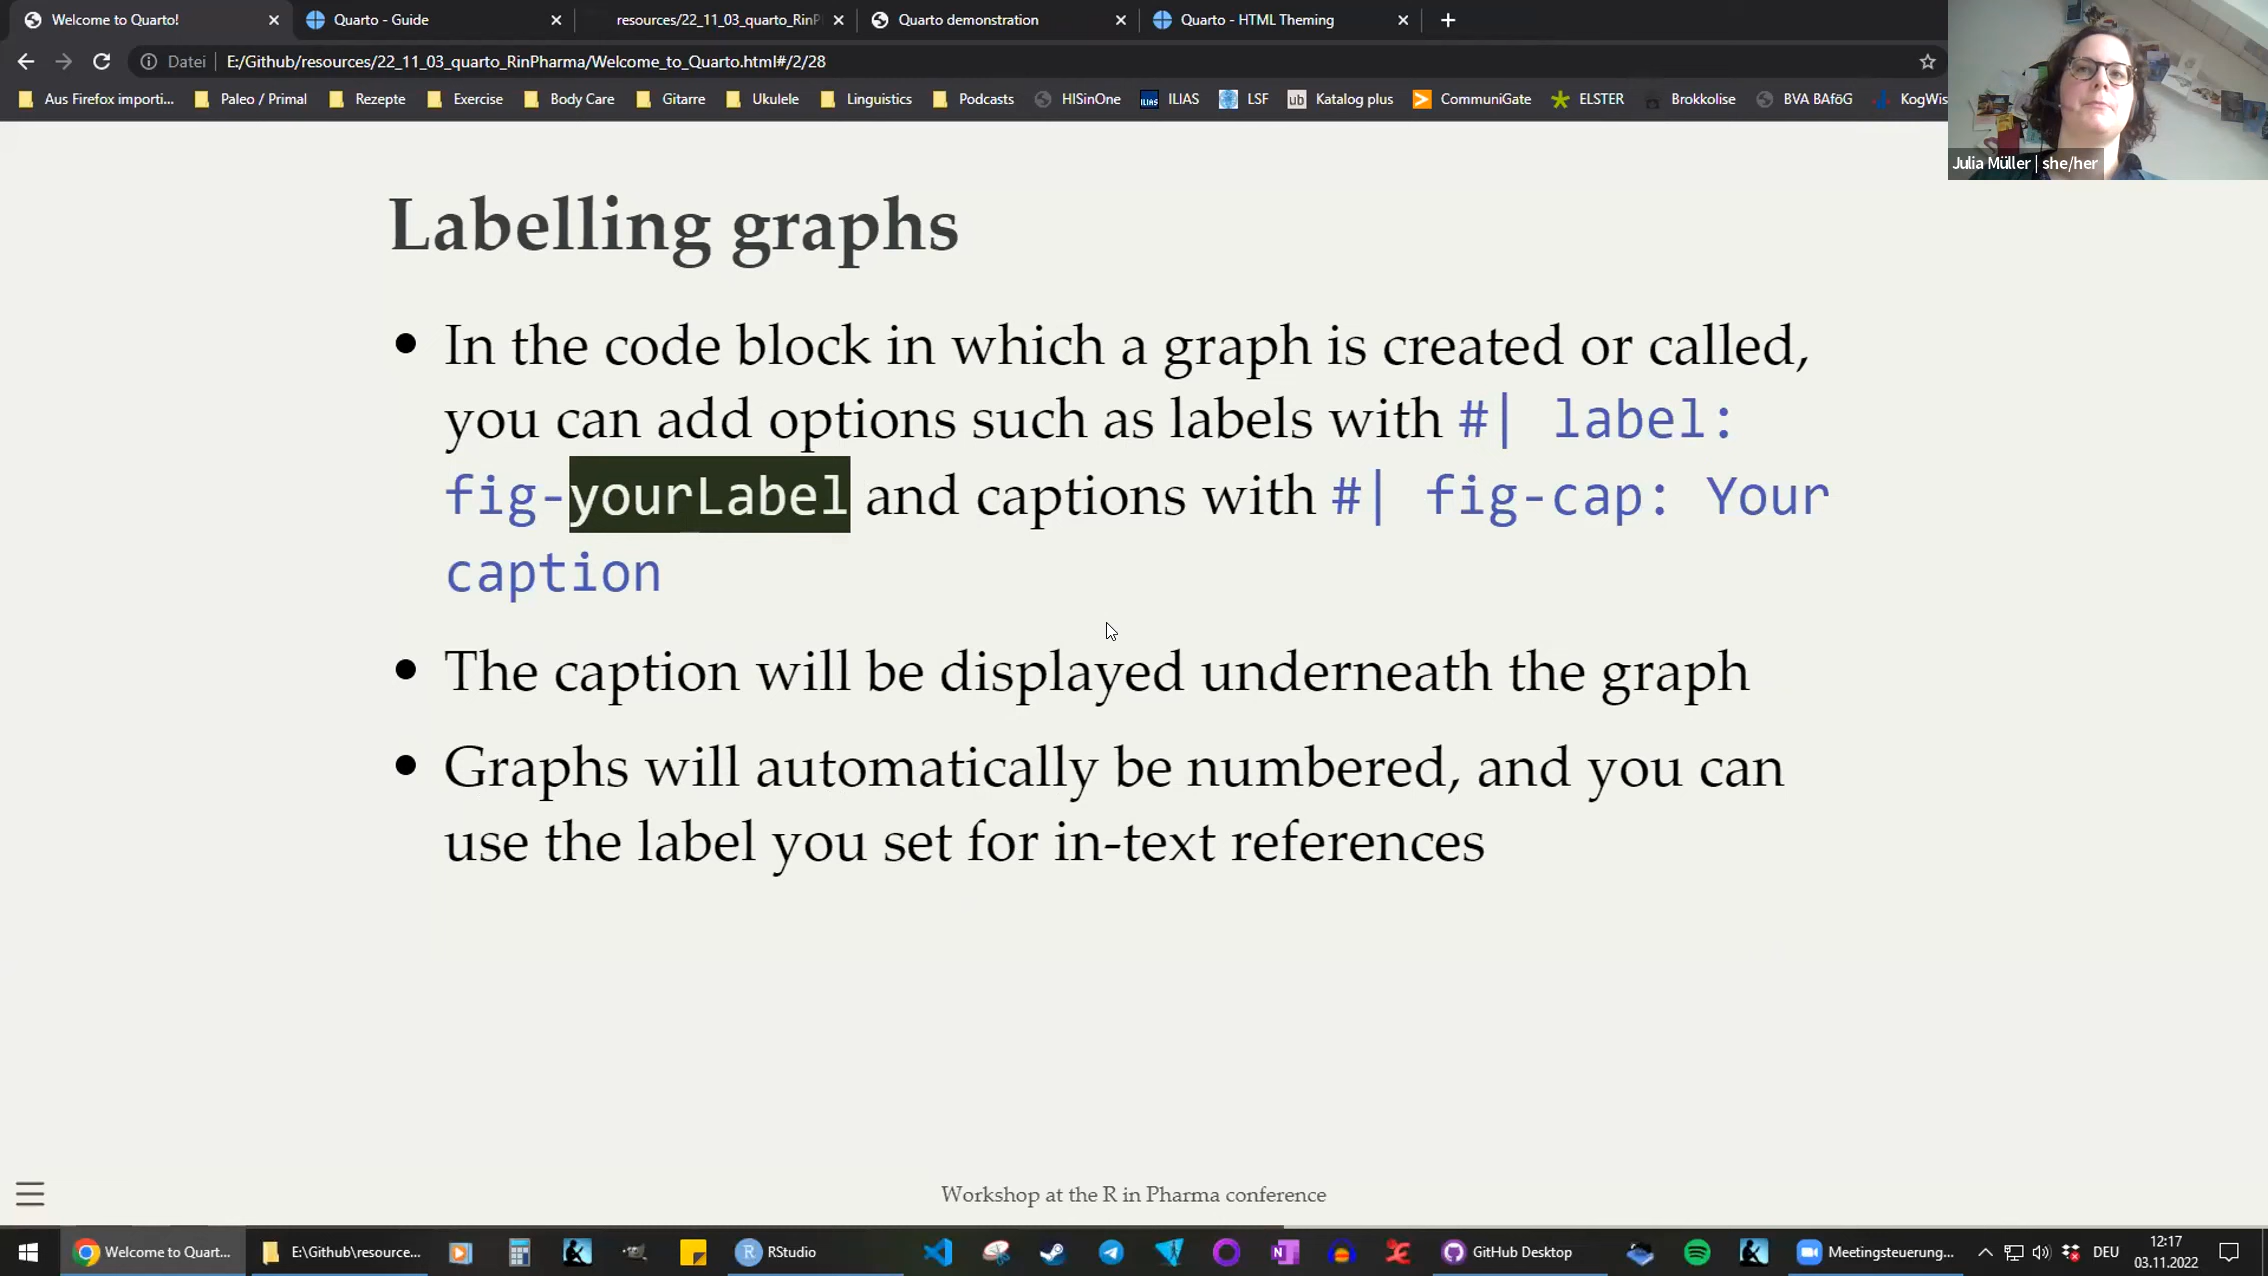 Welcome to Quarto!
Quarto - Guide
resources/22_11_03_quarto_RinP
Quarto demonstration
Quarto - HTML Theming
Datei
E:/Github/resources/22_11_03_quarto_RinPharma/Welcome_to_Quarto.html#/2/28
Aus Firefox importi...
Paleo / Primal
Rezepte
Exercise
Body Care
Gitarre
Ukulele
Linguistics
Podcasts
HISinOne
ILIAS
ILIAS
LSF
ub
Katalog plus
CommuniGate
ELSTER
Brokkolise
BVA BAföG
KogWis
Julia Müller | she/her
Labelling graphs
• In the code block in which a graph is created or called,
you can add options such as labels with #| label:
fig-yourLabel and captions with #| fig-cap: Your
caption
• The caption will be displayed underneath the graph
• Graphs will automatically be numbered, and you can
use the label you set for in-text references
Workshop at the R in Pharma conference
Welcome to Quart...
E:\Github\resource...
R
RStudio
N
GitHub Desktop
Meetingsteuerung...
DEU
12:17
03.11.2022